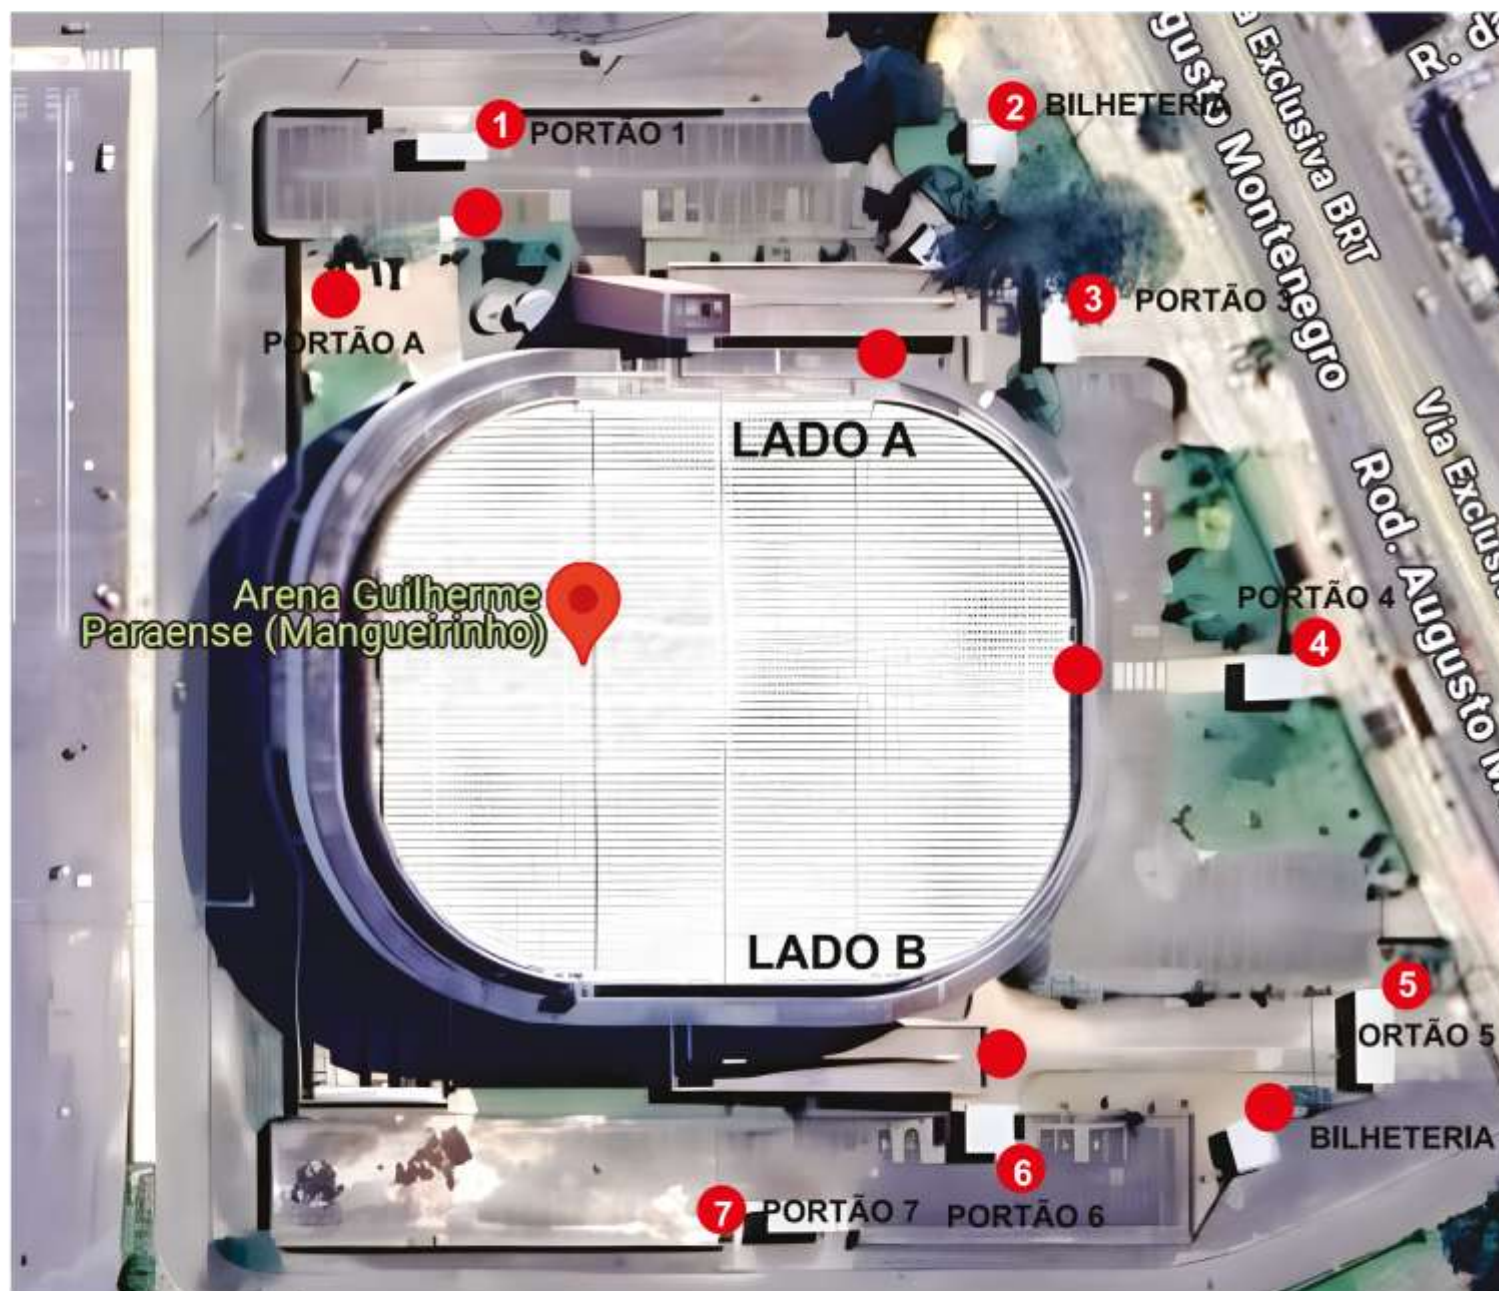 R. d
a Exclusiva BRT
gusto Montenegro
2 BILHETERIA
1 PORTÃO 1
3 PORTÃO 3
PORTÃO A
LADO A
Via Exclusiv
Rod. Augusto M
Arena Guilherme
Paraense (Mangueirinho)
PORTÃO 4
4
LADO B
5
ORTÃO 5
BILHETERIA
6
7 PORTÃO 7
PORTÃO 6